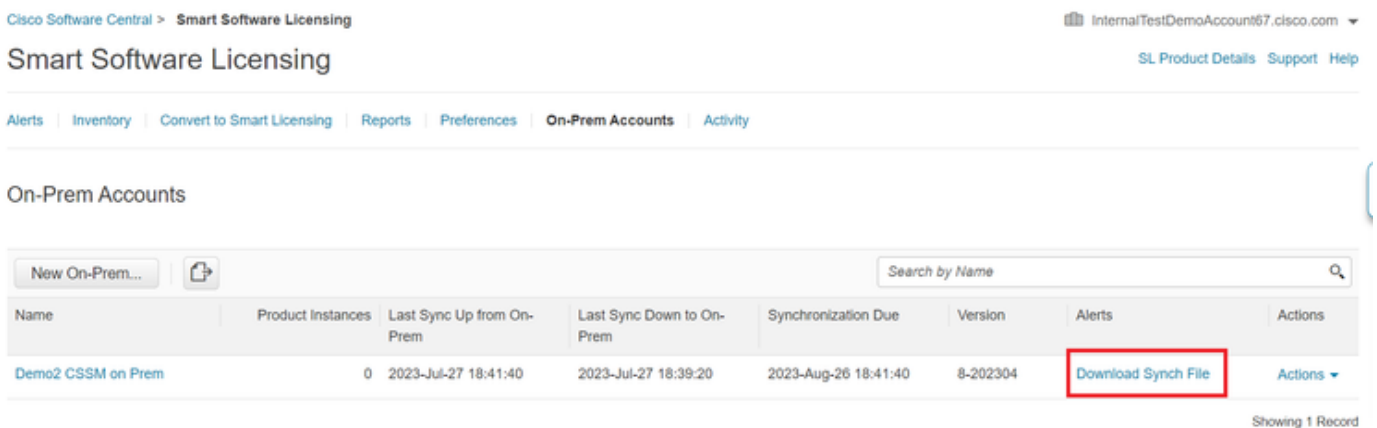 Cisco Software Central > Smart Software Licensing
InternalTestDemoAccount67.cisco.com
Smart Software Licensing
SL Product Details Support Help
Alerts Inventory Convert to Smart Licensing Reports Preferences On-Prem Accounts Activity
On-Prem Accounts
New On-Prem... Search by Name
Name Product Instances Last Sync Up from On-Prem Last Sync Down to On-Prem Synchronization Due Version Alerts Actions
Demo2 CSSM on Prem 0 2023-Jul-27 18:41:40 2023-Jul-27 18:39:20 2023-Aug-26 18:41:40 8-202304 Download Synch File Actions
Showing 1 Record